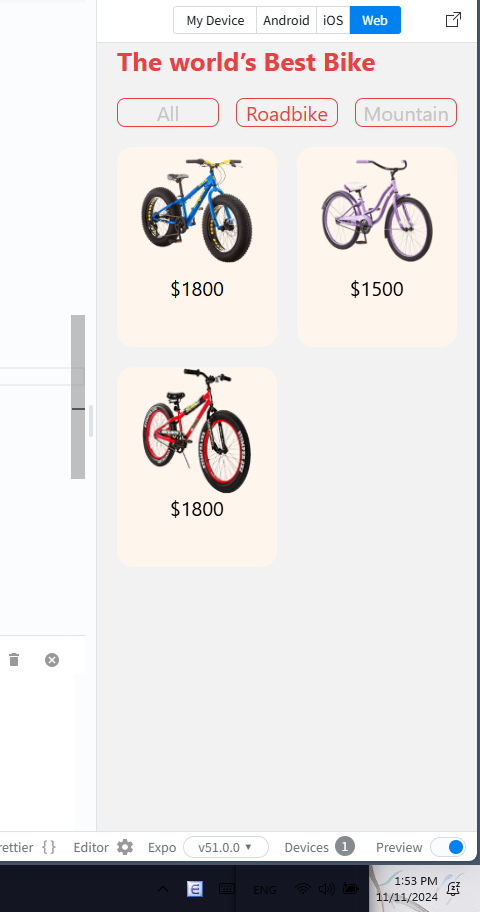 My Device Android iOS Web
The world's Best Bike
All Roadbike Mountain
$1800 $1500
$1800
rettier {} Editor Expo v51.0.0 Devices 1 Preview
ENG 1:53 PM
11/11/2024